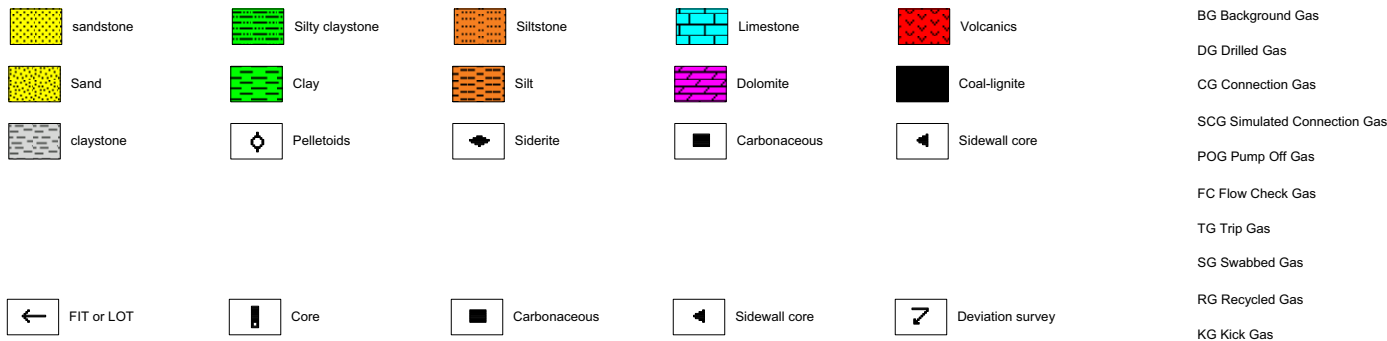 sandstone
Silty claystone
Siltstone
Limestone
Volcanics
BG Background Gas
DG Drilled Gas
Sand
Clay
Silt
Dolomite
Coal-lignite
CG Connection Gas
SCG Simulated Connection Gas
claystone
Pelletoids
Siderite
Carbonaceous
Sidewall core
POG Pump Off Gas
FC Flow Check Gas
TG Trip Gas
SG Swabbed Gas
RG Recycled Gas
FIT or LOT
Core
Carbonaceous
Sidewall core
Deviation survey
KG Kick Gas